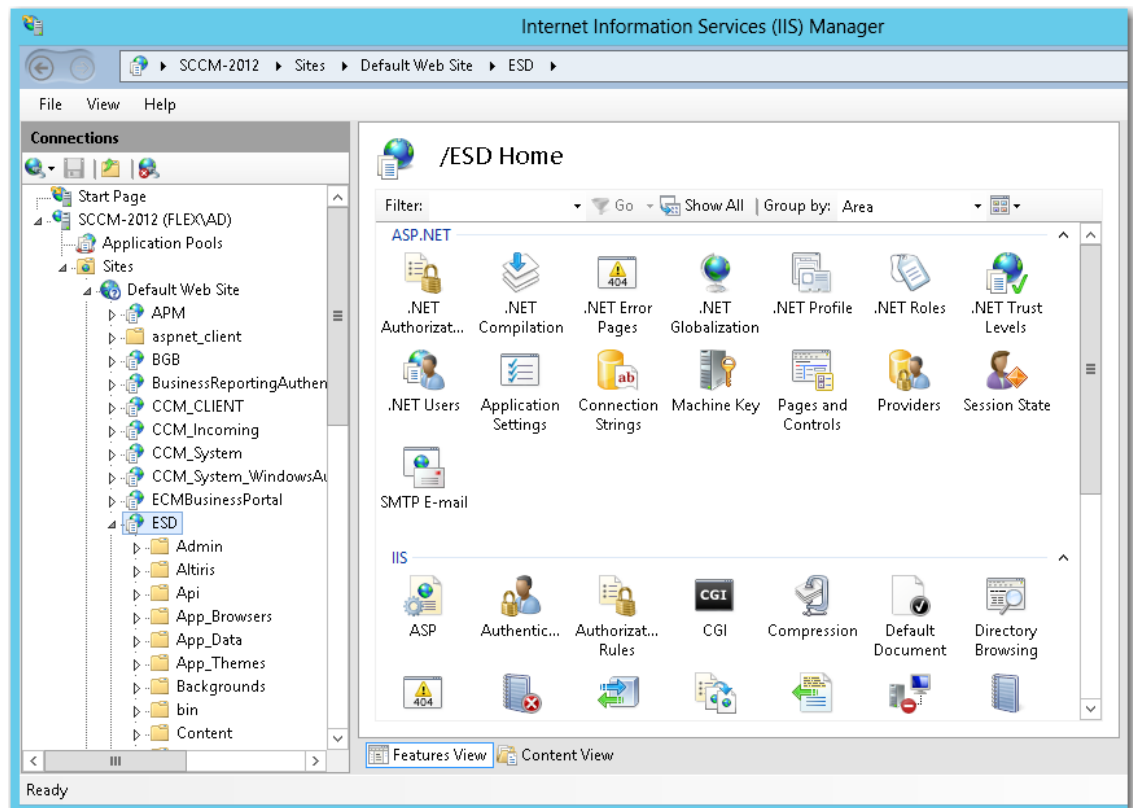 Internet Information Services (IIS) Manager
SCCM-2012 Sites Default Web Site ESD
File View Help
Connections
Start Page
SCCM-2012 (FLEX\AD)
Application Pools
Sites
Default Web Site
APM
aspnet_client
BGB
BusinessReportingAuthen
CCM_CLIENT
CCM_Incoming
CCM_System
CCM_System_WindowsAu
ECMBusinessPortal
ESD
Admin
Altiris
Api
App_Browsers
App_Data
App_Themes
Backgrounds
bin
Content
/ESD Home
Filter: Go Show All Group by: Area
ASP.NET
.NET Authorizat...
.NET Compilation
404
.NET Error Pages
.NET Globalization
.NET Profile
.NET Roles
.NET Trust Levels
.NET Users
Application Settings
ab
Connection Strings
Machine Key
Pages and Controls
Providers
Session State
SMTP E-mail
IIS
ASP
Authentic...
Authorizat... Rules
CGI
CGI
Compression
Default Document
Directory Browsing
404
Features View Content View
Ready